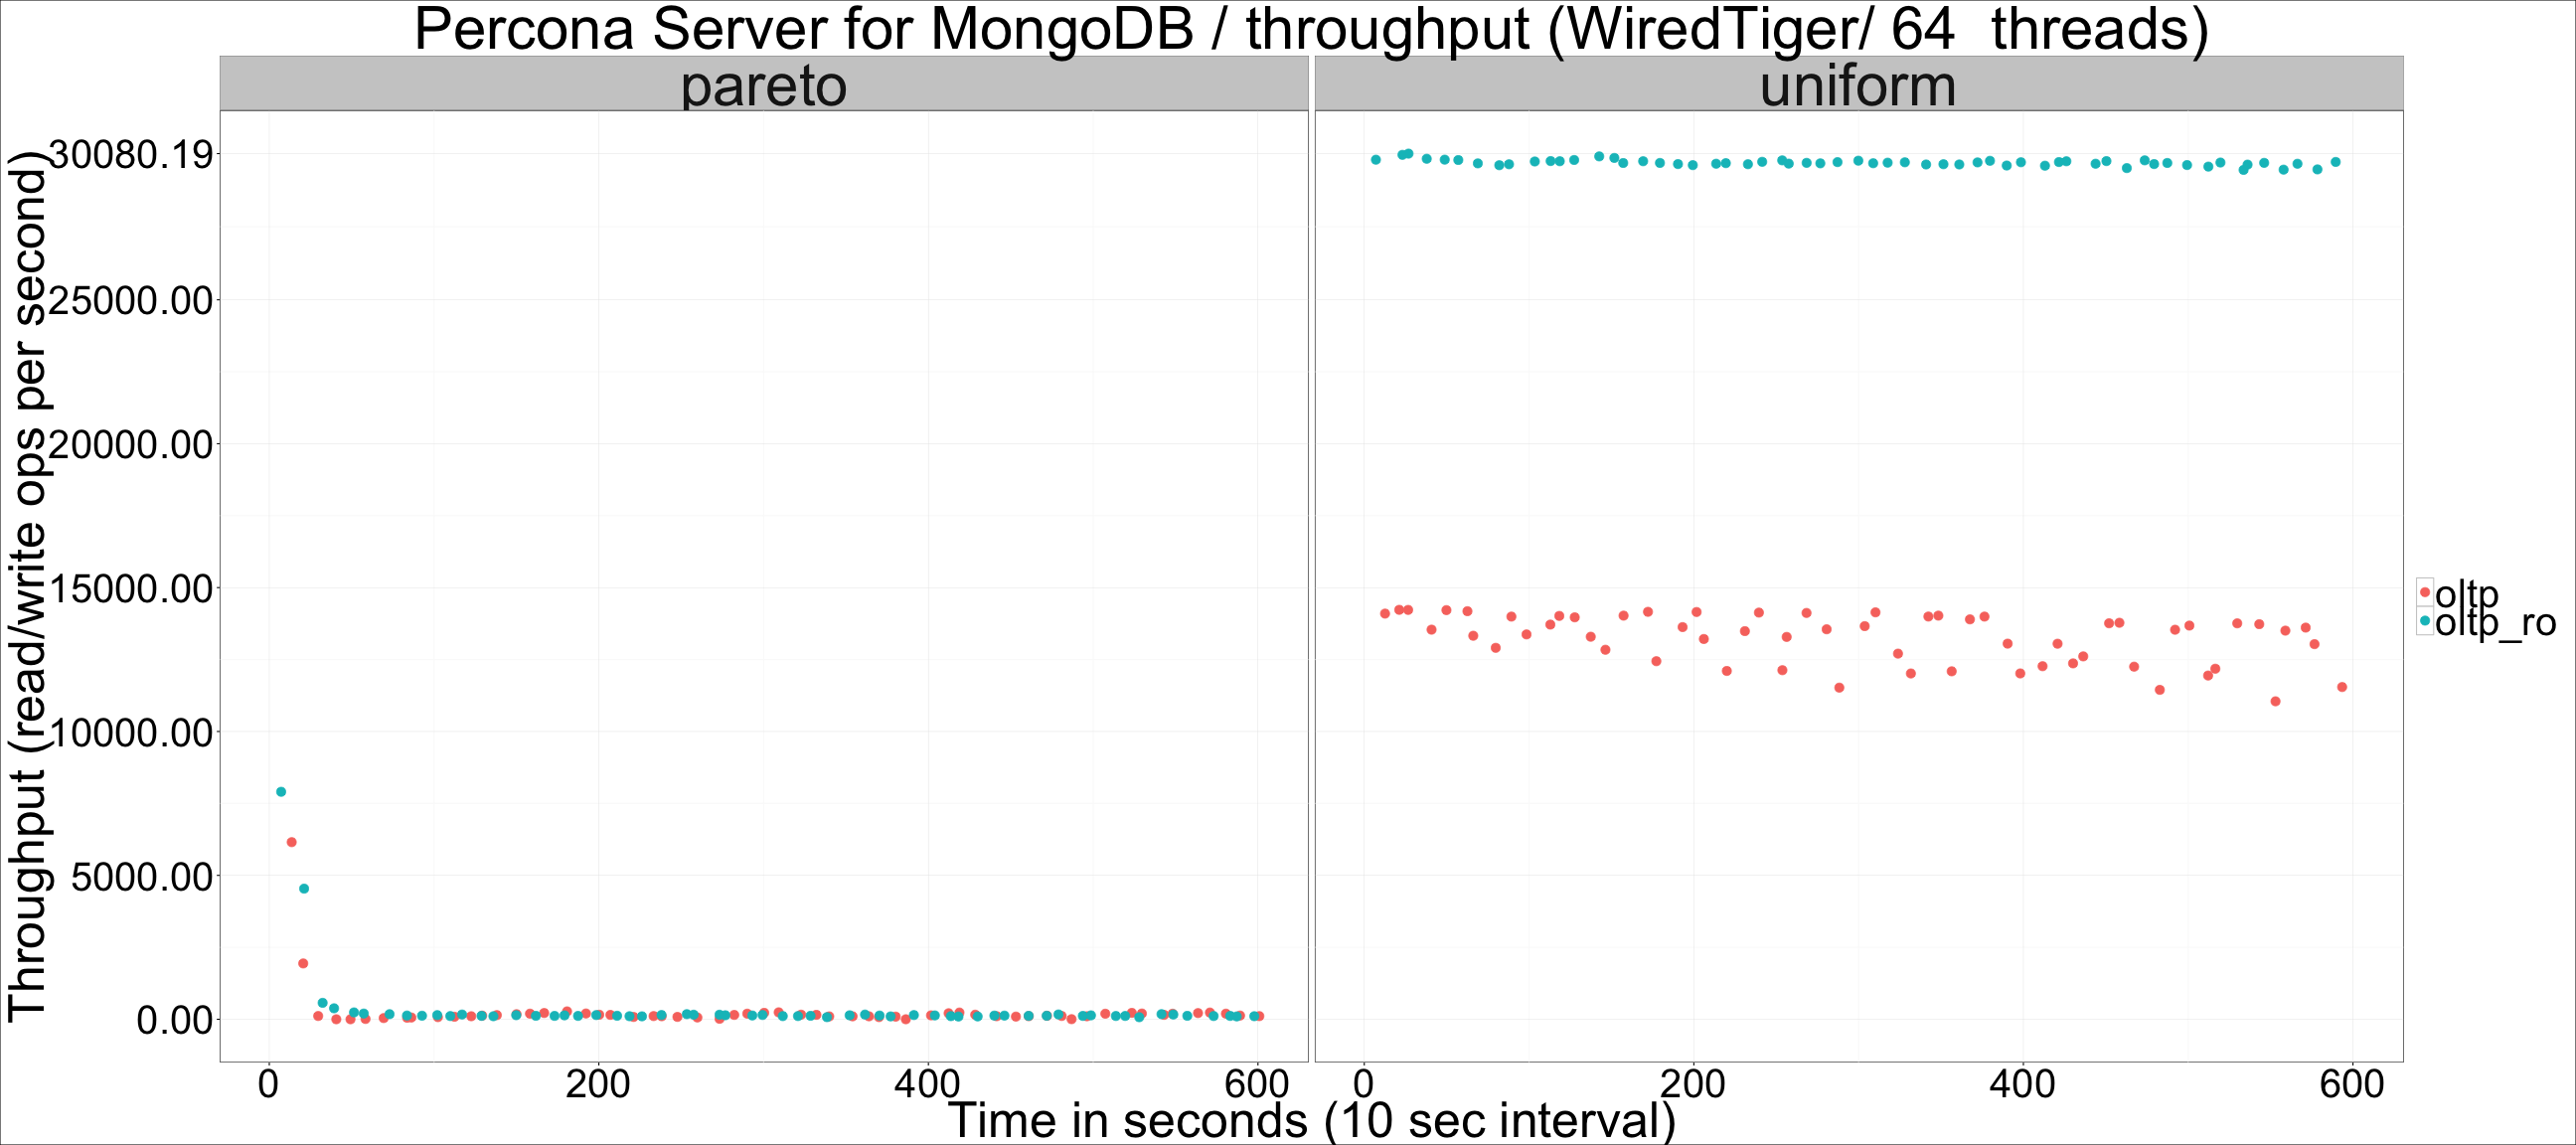 Percona Server for MongoDB / throughput (WiredTiger/ 64  threads)
pareto
uniform
Throughput (read/write ops per second)
30080.19
25000.00
20000.00
15000.00
10000.00
5000.00
0.00
0 200 400 600
0 200 400 600
Time in seconds (10 sec interval)
oltp
oltp_ro